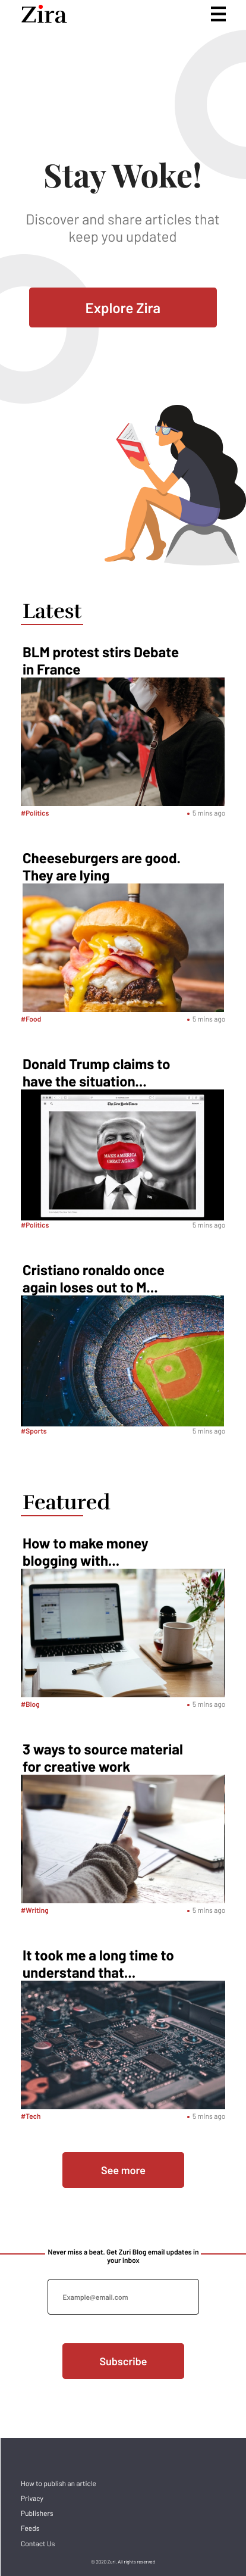 Zira
Stay Woke!
Discover and share articles that
keep you updated
Explore Zira
Latest
BLM protest stirs Debate
in France
#Politics
5 mins ago
Cheeseburgers are good.
They are lying
#Food
5 mins ago
Donald Trump claims to
have the situation...
The New York Times
MAKE AMERICA
GREAT AGAIN
#Politics
5 mins ago
Cristiano ronaldo once
again loses out to M...
#Sports
5 mins ago
Featured
How to make money
blogging with...
#Blog
5 mins ago
3 ways to source material
for creative work
#Writing
5 mins ago
It took me a long time to
understand that...
#Tech
5 mins ago
See more
Never miss a beat. Get Zuri Blog email updates in
your inbox
Example@email.com
Subscribe
How to publish an article
Privacy
Publishers
Feeds
Contact Us
© 2020 Zuri. All rights reserved